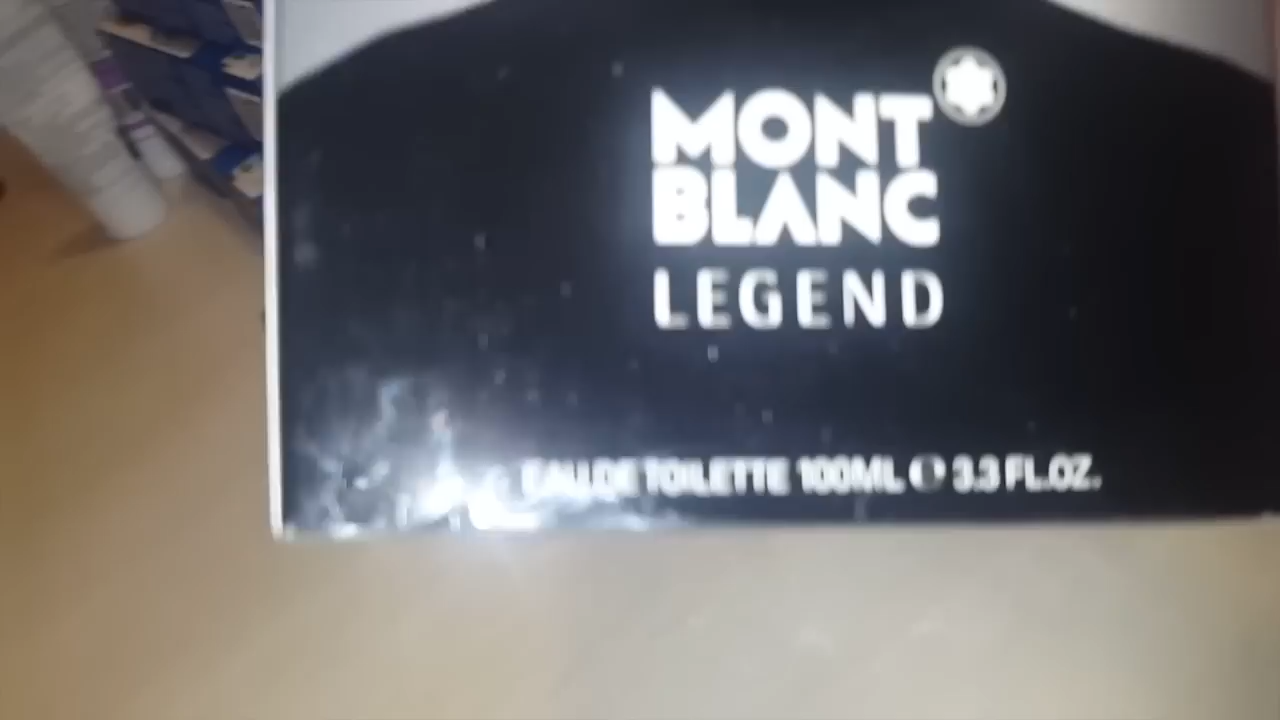 MONT
BLANC
LEGEND
EAU DE TOILETTE 100ML ℮ 3.3 FL.OZ.